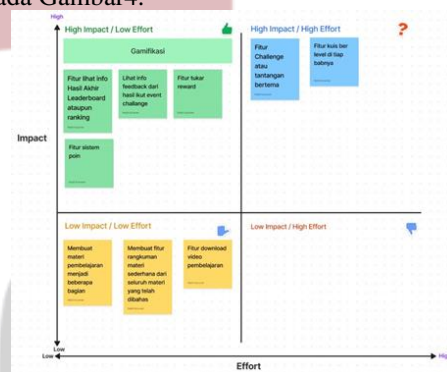 ada Gambar4.
High
High Impact / Low Effort
Gamifikasi
Fitur lihat info
Hasil Akhir
Leaderboard
ataupun
ranking
Lihat info
feedback dari
hasil ikut event
challange
Fitur tukar
reward
Fitur sistem
poin
High Impact / High Effort
?
Fitur
Challenge
atau
tantangan
bertema
Fitur kuis ber
level di tiap
babnya
Impact
Low Impact / Low Effort
Membuat
materi
pembelajaran
menjadi
beberapa
bagian
Membuat fitur
rangkuman
materi
sederhana dari
seluruh materi
yang telah
dibahas
Fitur download
video
pembelajaran
Low Impact / High Effort
Low
Low
Effort